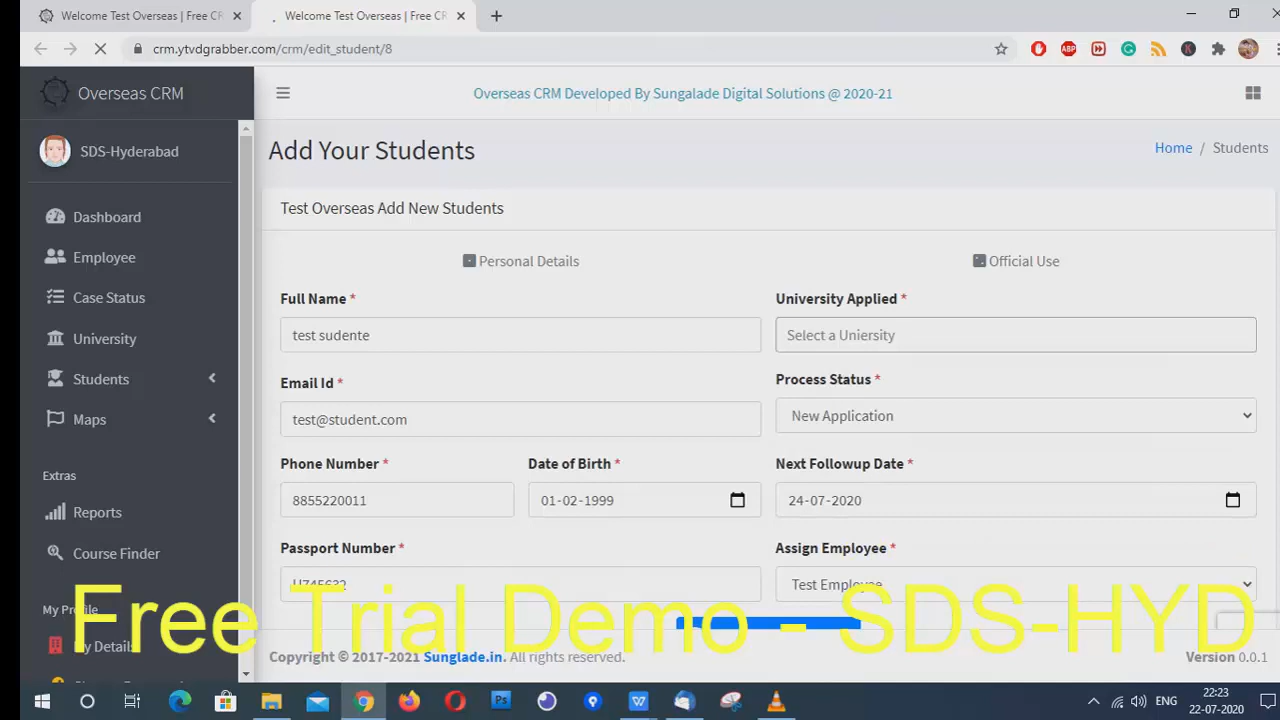 Welcome Test Overseas | Free CR
Welcome Test Overseas | Free CR
crm.ytvdgrabber.com/crm/edit_student/8
ABP
Overseas CRM
Overseas CRM Developed By Sungalade Digital Solutions @ 2020-21
SDS-Hyderabad
Add Your Students
Home / Students
Dashboard
Employee
Case Status
University
Students
Maps
Extras
Reports
Course Finder
My Profile
My Details
Test Overseas Add New Students
Personal Details
Full Name *
test sudente
Email Id *
test@student.com
Phone Number *
8855220011
Date of Birth *
01-02-1999
Passport Number *
Official Use
University Applied *
Select a Uniersity
Process Status *
New Application
Next Followup Date *
24-07-2020
Assign Employee *
Test Employee
Free Trial Demo - SDS-HYD
Copyright © 2017-2021 Sunglade.in. All rights reserved.
Version 0.0.1
ENG
22:23
22-07-2020